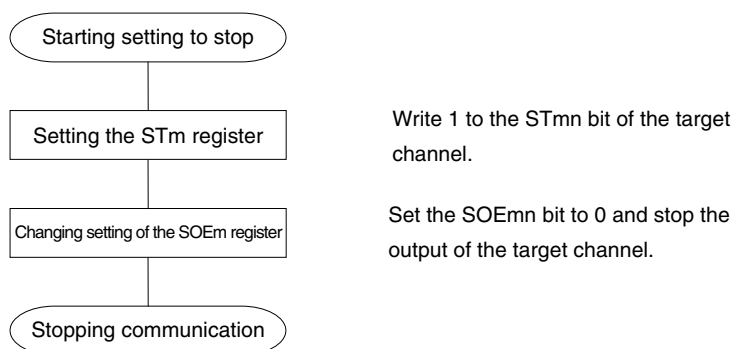 Starting setting to stop
Setting the STm register
Write 1 to the STmn bit of the target
channel.
Changing setting of the SOEm register
Set the SOEmn bit to 0 and stop the
output of the target channel.
Stopping communication